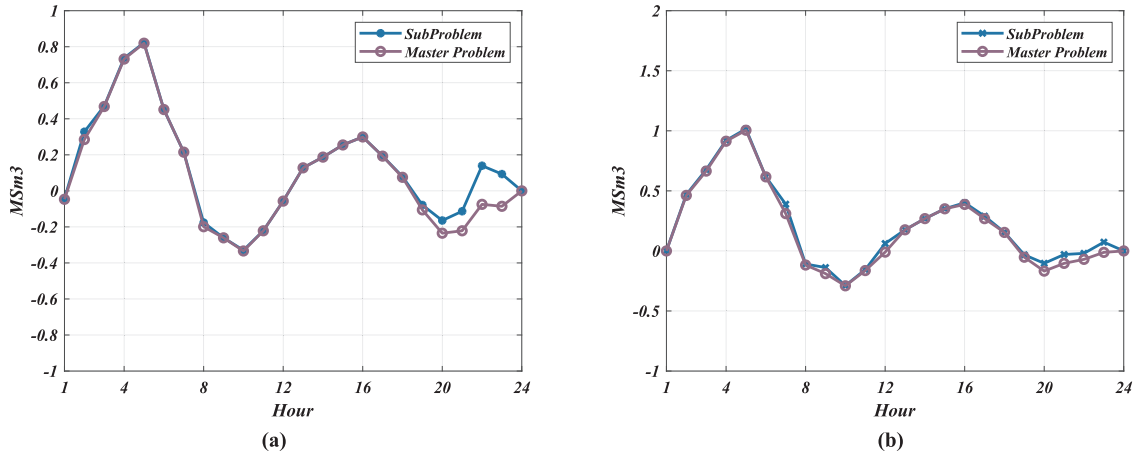 1
0.8
0.6
0.4
0.2
0
-0.2
-0.4
-0.6
-0.8
-1
MSm3
1 4 8 12 16 20 24
Hour
SubProblem
Master Problem
(a)
2
1.5
1
0.5
0
-0.5
-1
MSm3
1 4 8 12 16 20 24
Hour
SubProblem
Master Problem
(b)